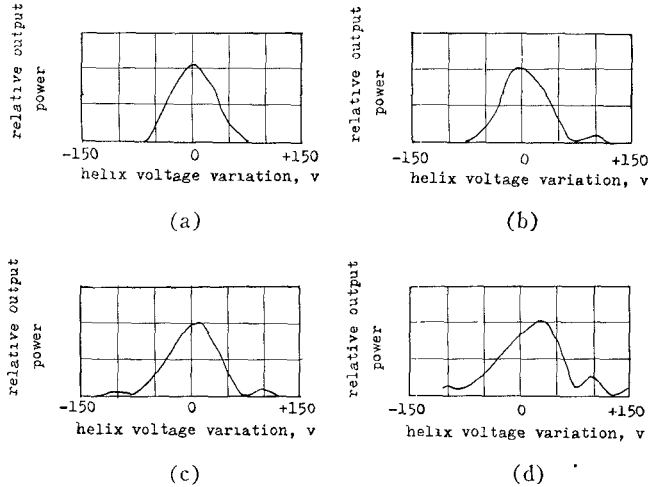 relative output
power
-150 0 +150
helix voltage variation, v
(a)
relative output
power
-150 0 +150
helix voltage variation, v
(b)
relative output
power
-150 0 +150
helix voltage variation, v
(c)
relative output
power
-150 0 +150
helix voltage variation, v
(d)